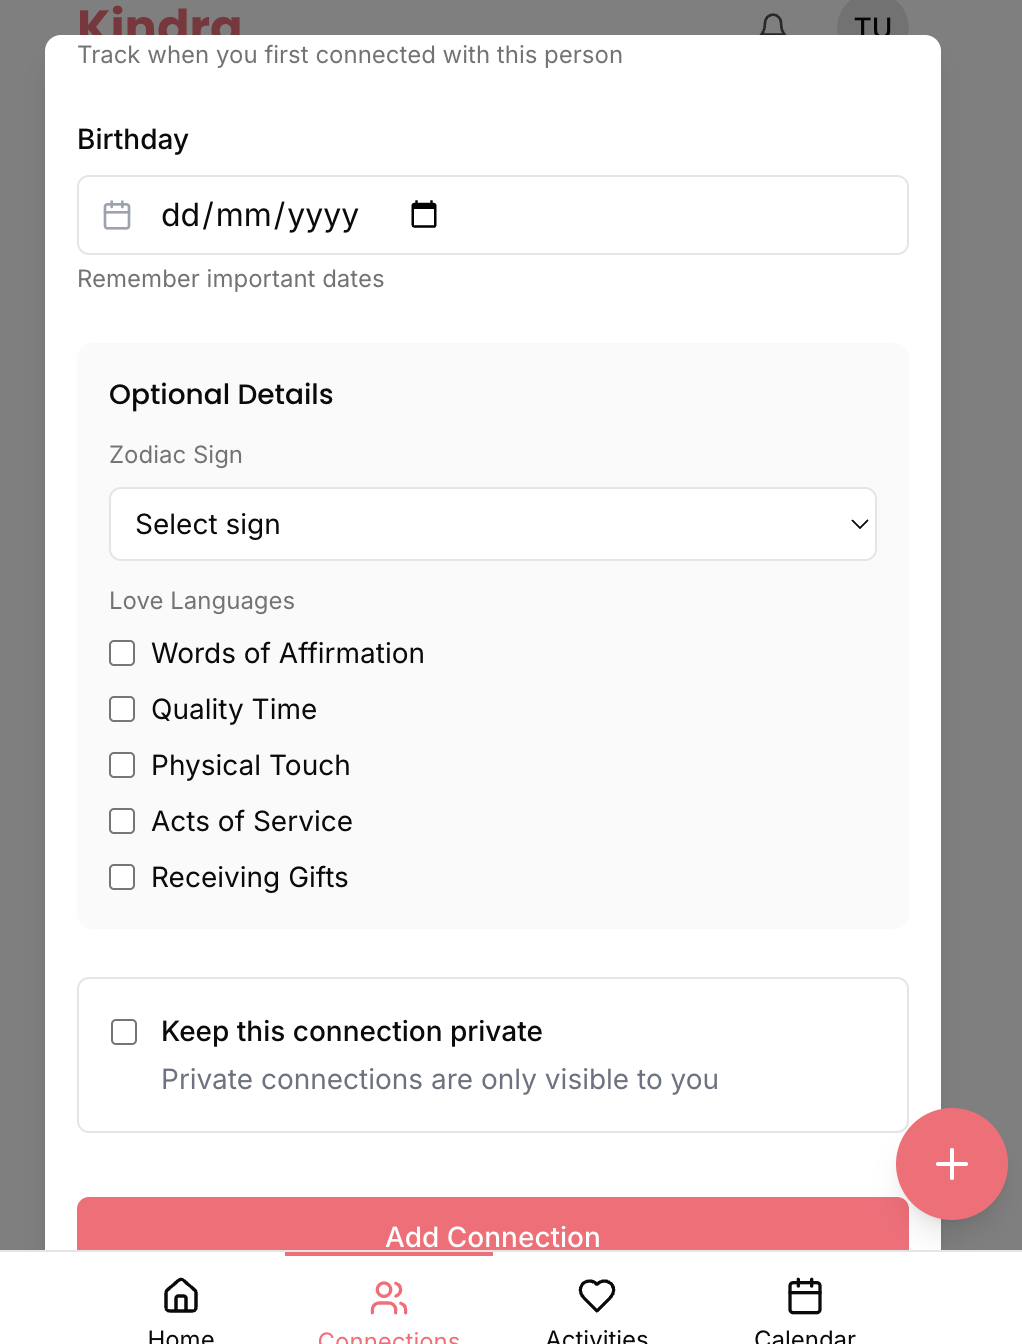 Kindra
TU
Track when you first connected with this person
Birthday
dd/mm/yyyy
Remember important dates
Optional Details
Zodiac Sign
Select sign
Love Languages
Words of Affirmation
Quality Time
Physical Touch
Acts of Service
Receiving Gifts
Keep this connection private
Private connections are only visible to you
Add Connection
Home
Connections
Activities
Calendar